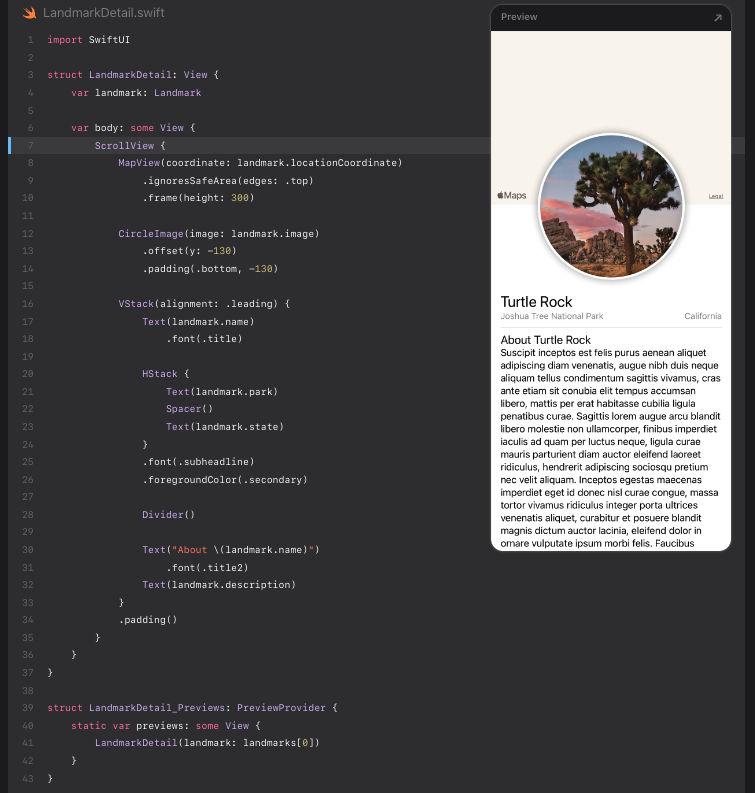 LandmarkDetail.swift
1 import SwiftUI
2
3 struct LandmarkDetail: View {
4     var landmark: Landmark
5
6     var body: some View {
7         ScrollView {
8             MapView(coordinate: landmark.locationCoordinate)
9                 .ignoresSafeArea(edges: .top)
10                 .frame(height: 300)
11
12             CircleImage(image: landmark.image)
13                 .offset(y: -130)
14                 .padding(.bottom, -130)
15
16             VStack(alignment: .leading) {
17                 Text(landmark.name)
18                     .font(.title)
19
20                 HStack {
21                     Text(landmark.park)
22                     Spacer()
23                     Text(landmark.state)
24                 }
25                 .font(.subheadline)
26                 .foregroundColor(.secondary)
27
28                 Divider()
29
30                 Text("About \(landmark.name)")
31                     .font(.title2)
32                 Text(landmark.description)
33             }
34             .padding()
35         }
36     }
37 }
38
39 struct LandmarkDetail_Previews: PreviewProvider {
40     static var previews: some View {
41         LandmarkDetail(landmark: landmarks[0])
42     }
43 }
Preview
Maps
Legal
Turtle Rock
Joshua Tree National Park California
About Turtle Rock
Suscipit inceptos est felis purus aenean aliquet
adipiscing diam venenatis, augue nibh duis neque
aliquam tellus condimentum sagittis vivamus, cras
ante etiam sit conubia elit tempus accumsan
libero, mattis per erat habitasse cubilia ligula
penatibus curae. Sagittis lorem augue arcu blandit
libero molestie non ullamcorper, finibus imperdiet
iaculis ad quam per luctus neque, ligula curae
mauris parturient diam auctor eleifend laoreet
ridiculus, hendrerit adipiscing sociosqu pretium
nec velit aliquam. Inceptos egestas maecenas
imperdiet eget id donec nisl curae congue, massa
tortor vivamus ridiculus integer porta ultrices
venenatis aliquet, curabitur et posuere blandit
magnis dictum auctor lacinia, eleifend dolor in
ornare vulputate ipsum morbi felis. Faucibus